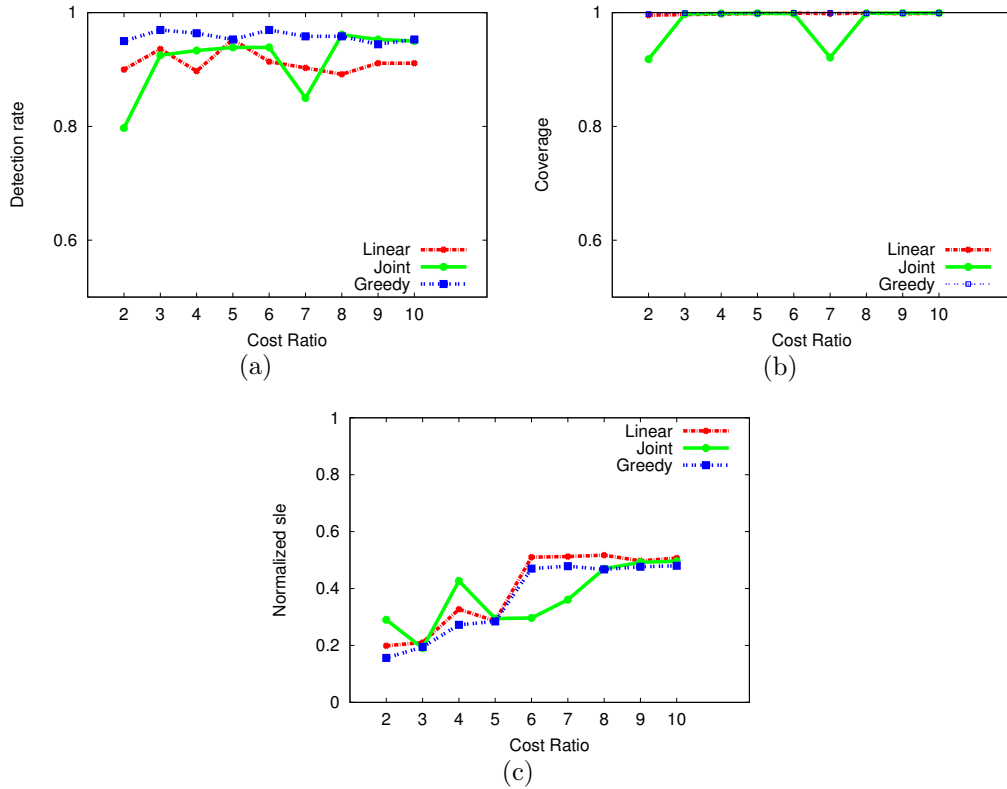 1
0.8
0.6
Detection rate
Linear
Joint
Greedy
2 3 4 5 6 7 8 9 10
Cost Ratio
(a)
1
0.8
0.6
Coverage
Linear
Joint
Greedy
2 3 4 5 6 7 8 9 10
Cost Ratio
(b)
1
0.8
0.6
0.4
0.2
0
Normalized sle
Linear
Joint
Greedy
2 3 4 5 6 7 8 9 10
Cost Ratio
(c)